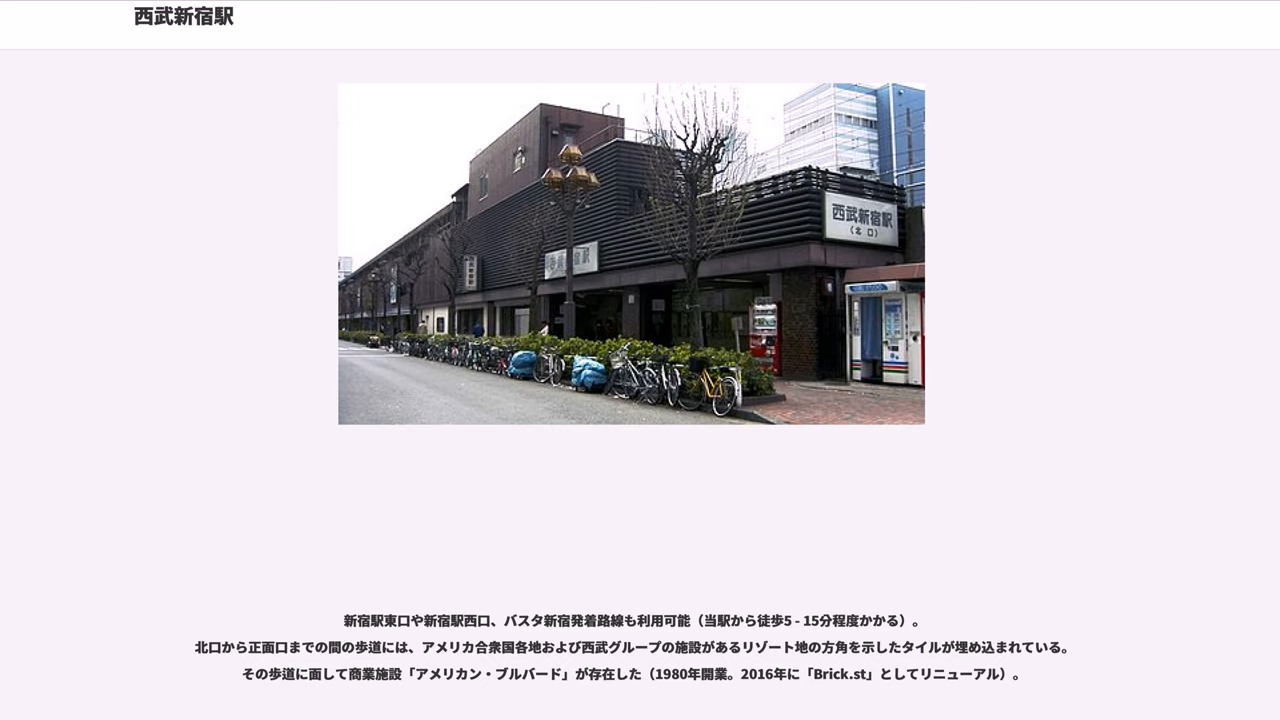 西武新宿駅
西武新宿駅
(北 口)
新宿駅東口や新宿駅西口、バスタ新宿発着路線も利用可能（当駅から徒歩5 - 15分程度かかる）。
北口から正面口までの間の歩道には、アメリカ合衆国各地および西武グループの施設があるリゾート地の方角を示したタイルが埋め込まれている。
その歩道に面して商業施設「アメリカン・ブルバード」が存在した（1980年開業。2016年に「Brick.st」としてリニューアル）。